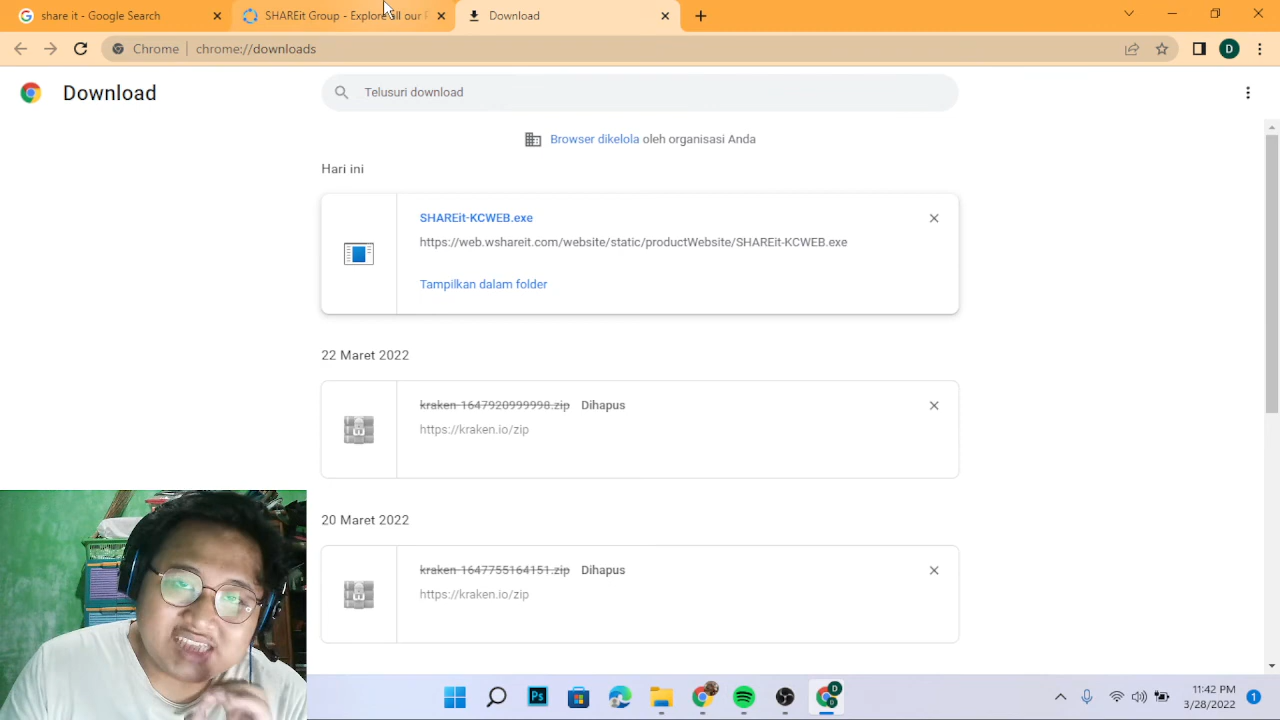 share it - Google Search
SHAREit Group - Explore all our P
Download
Chrome
chrome://downloads
D
Download
Telusuri download
Browser dikelola oleh organisasi Anda
Hari ini
SHAREit-KCWEB.exe
https://web.wshareit.com/website/static/productWebsite/SHAREit-KCWEB.exe
Tampilkan dalam folder
22 Maret 2022
kraken-1647920999998.zip Dihapus
https://kraken.io/zip
20 Maret 2022
kraken-1647755164151.zip Dihapus
https://kraken.io/zip
Ps
D
11:42 PM
3/28/2022
1